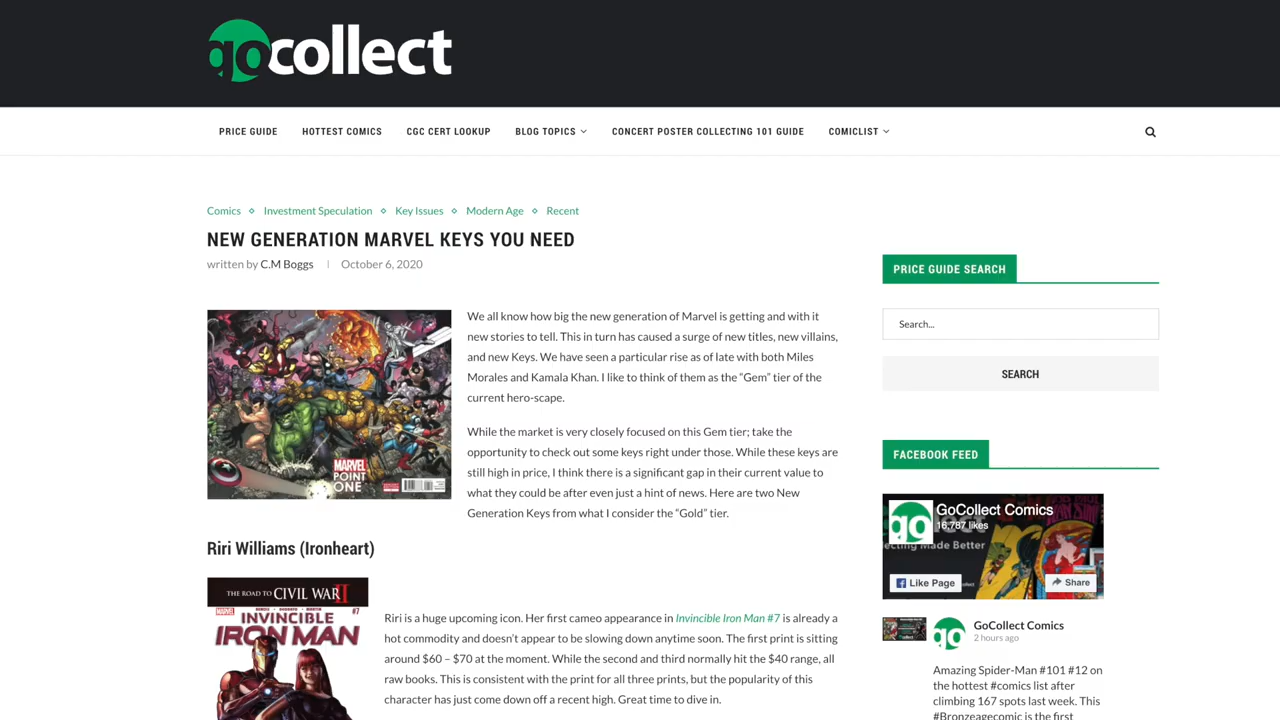 gocollect
PRICE GUIDE
HOTTEST COMICS
CGC CERT LOOKUP
BLOG TOPICS
CONCERT POSTER COLLECTING 101 GUIDE
COMICLIST
Comics ◇ Investment Speculation ◇ Key Issues ◇ Modern Age ◇ Recent
NEW GENERATION MARVEL KEYS YOU NEED
written by C.M Boggs | October 6, 2020
We all know how big the new generation of Marvel is getting and with it
new stories to tell. This in turn has caused a surge of new titles, new villains,
and new Keys. We have seen a particular rise as of late with both Miles
Morales and Kamala Khan. I like to think of them as the “Gem” tier of the
current hero-scape.
While the market is very closely focused on this Gem tier; take the
opportunity to check out some keys right under those. While these keys are
still high in price, I think there is a significant gap in their current value to
what they could be after even just a hint of news. Here are two New
Generation Keys from what I consider the “Gold” tier.
MARVEL
POINT
ONE
Riri Williams (Ironheart)
THE ROAD TO CIVIL WAR II
MARVEL
#7
INVINCIBLE
IRON MAN
Riri is a huge upcoming icon. Her first cameo appearance in Invincible Iron Man #7 is already a
hot commodity and doesn’t appear to be slowing down anytime soon. The first print is sitting
around $60 – $70 at the moment. While the second and third normally hit the $40 range, all
raw books. This is consistent with the print for all three prints, but the popularity of this
character has just come down off a recent high. Great time to dive in.
PRICE GUIDE SEARCH
Search...
SEARCH
FACEBOOK FEED
go
GoCollect Comics
16,787 likes
ecting Made Better
Like Page
Share
go
GoCollect Comics
2 hours ago
Amazing Spider-Man #101 #12 on
the hottest #comics list after
climbing 167 spots last week. This
#Bronzeagecomic is the first